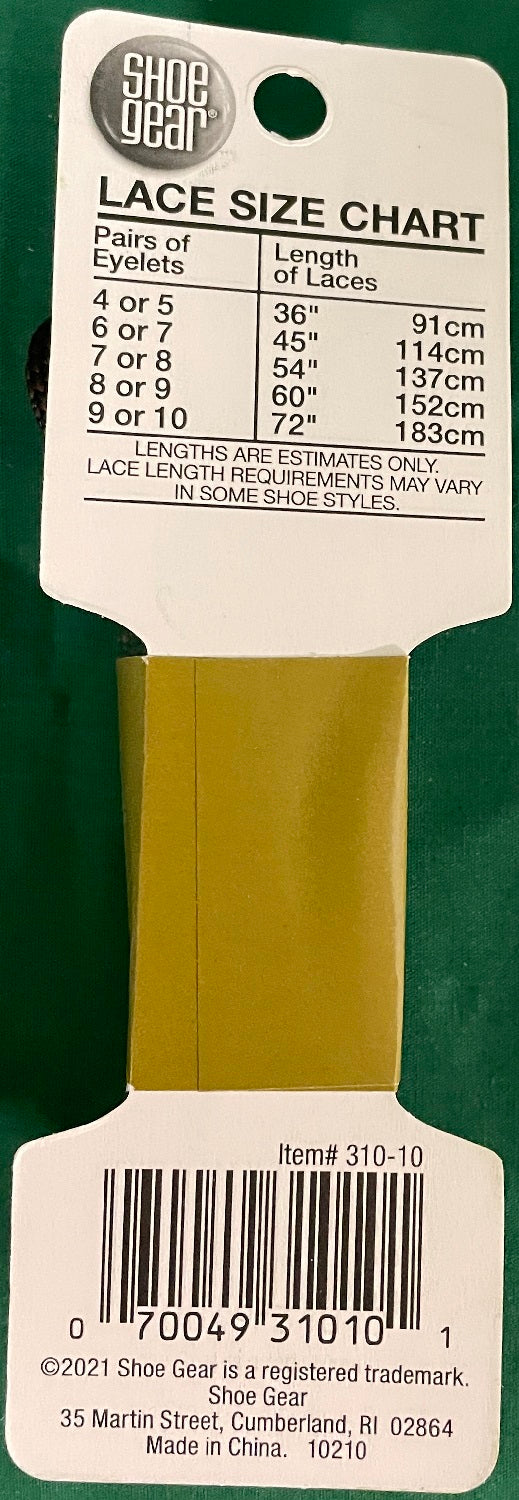 SHOE
gear®
LACE SIZE CHART
Pairs of Eyelets | Length of Laces
4 or 5 36" 91cm
6 or 7 45" 114cm
7 or 8 54" 137cm
8 or 9 60" 152cm
9 or 10 72" 183cm
LENGTHS ARE ESTIMATES ONLY.
LACE LENGTH REQUIREMENTS MAY VARY
IN SOME SHOE STYLES.
Item# 310-10
0 70049 31010 1
©2021 Shoe Gear is a registered trademark.
Shoe Gear
35 Martin Street, Cumberland, RI 02864
Made in China. 10210